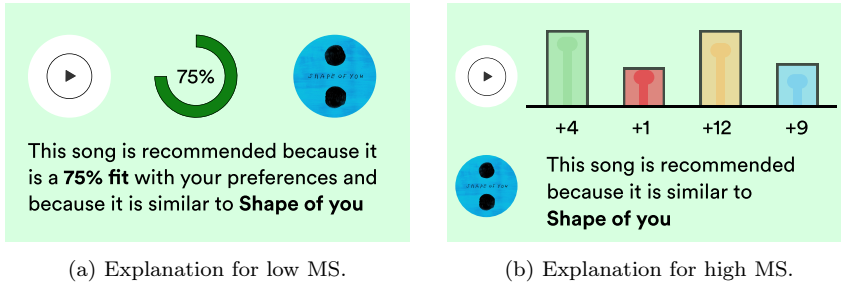 75%
SHAPE OF YOU
This song is recommended because it
is a 75% fit with your preferences and
because it is similar to Shape of you
(a) Explanation for low MS.
+4 +1 +12 +9
SHAPE OF YOU
This song is recommended
because it is similar to
Shape of you
(b) Explanation for high MS.